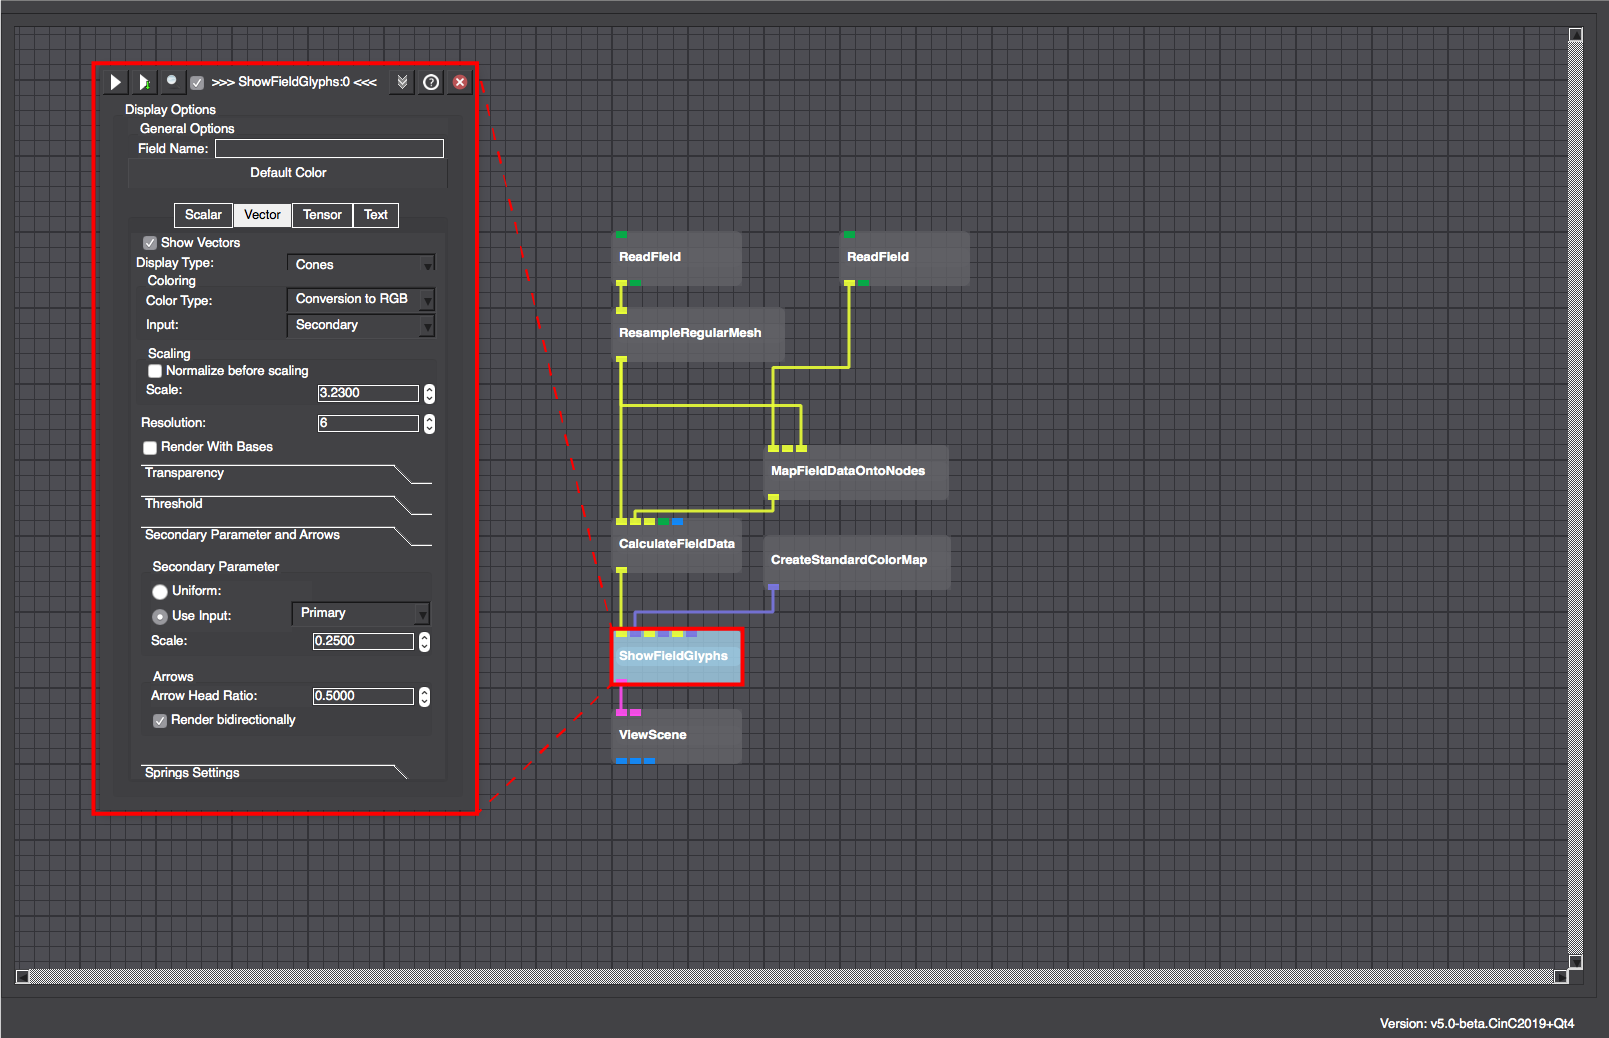 >>> ShowFieldGlyphs:0 <<<
Display Options
General Options
Field Name:
Default Color
Scalar Vector Tensor Text
Show Vectors
Display Type: Cones
Coloring
Color Type: Conversion to RGB
Input: Secondary
Scaling
Normalize before scaling
Scale: 3.2300
Resolution: 6
Render With Bases
Transparency
Threshold
Secondary Parameter and Arrows
Secondary Parameter
Uniform:
Use Input: Primary
Scale: 0.2500
Arrows
Arrow Head Ratio: 0.5000
Render bidirectionally
Springs Settings
ReadField
ReadField
ResampleRegularMesh
MapFieldDataOntoNodes
CalculateFieldData
CreateStandardColorMap
ShowFieldGlyphs
ViewScene
Version: v5.0-beta.CinC2019+Qt4